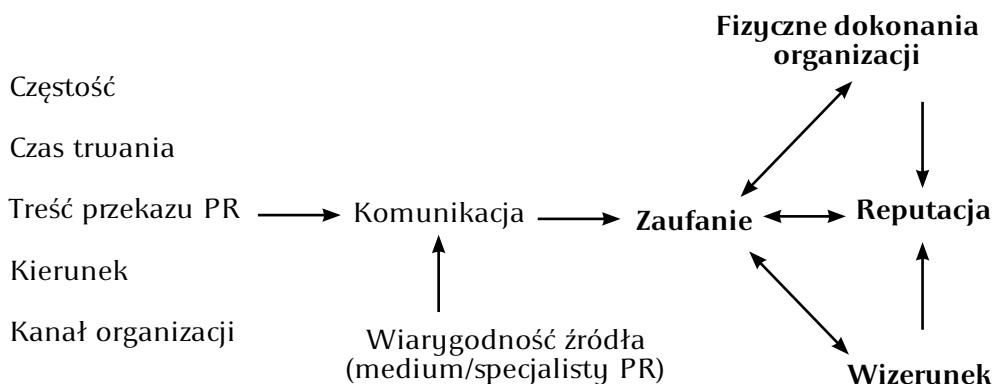 Fizyczne dokonania
organizacji
Częstość
Czas trwania
Treść przekazu PR
Komunikacja
Zaufanie
Reputacja
Kierunek
Kanał organizacji
Wiarygodność źródła
(medium/specjalisty PR)
Wizerunek